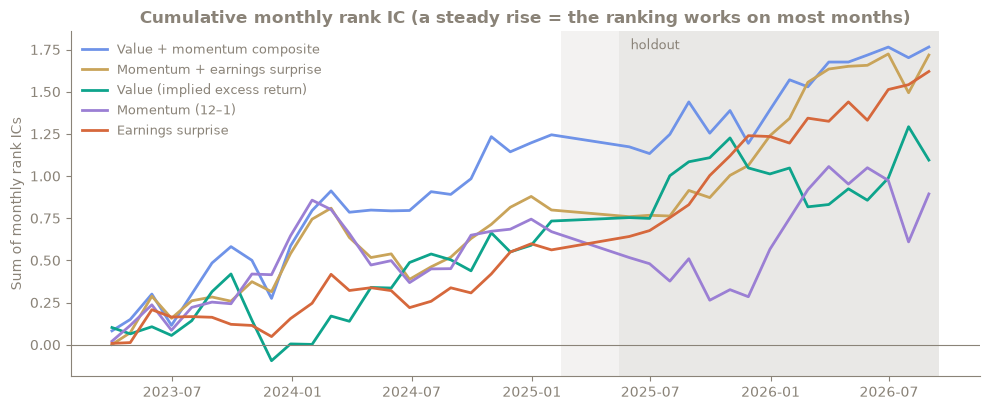 Cumulative monthly rank IC (a steady rise = the ranking works on most months)
Sum of monthly rank ICs
1.75
1.50
1.25
1.00
0.75
0.50
0.25
0.00
Value + momentum composite
Momentum + earnings surprise
Value (implied excess return)
Momentum (12–1)
Earnings surprise
holdout
2023-07
2024-01
2024-07
2025-01
2025-07
2026-01
2026-07